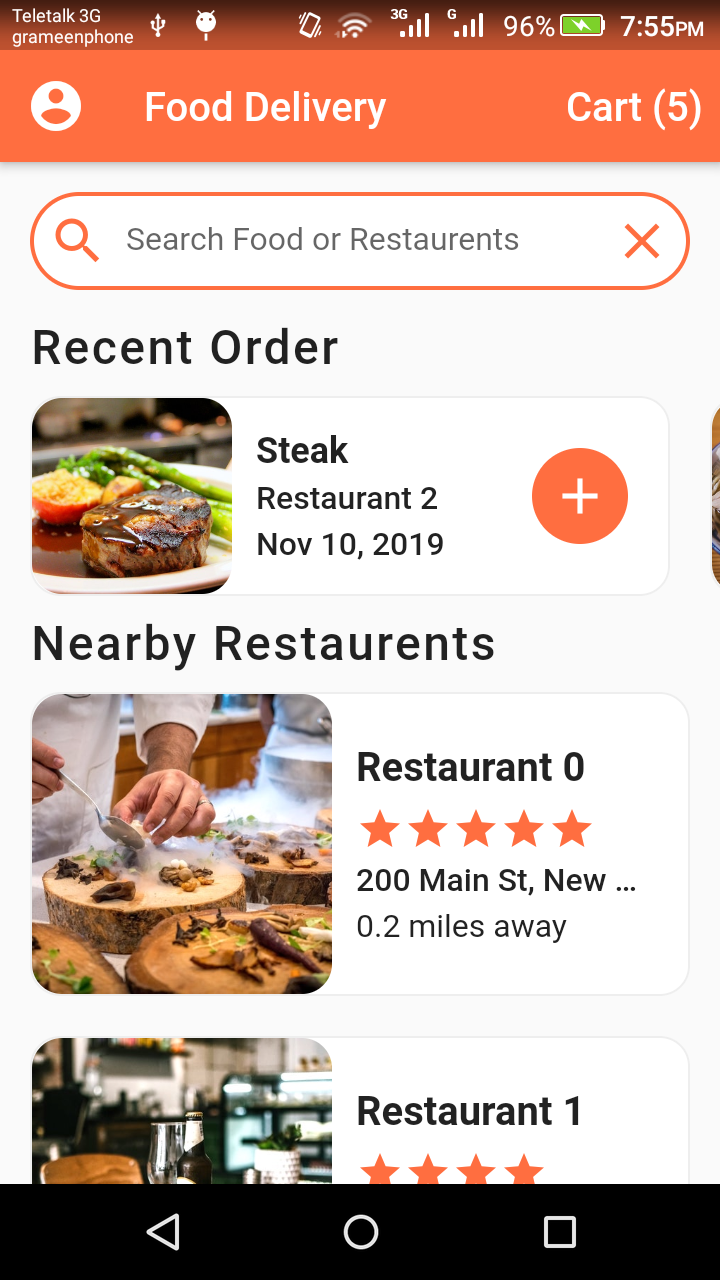 Teletalk 3G
grameenphone
3G
G
96%
7:55PM
Food Delivery
Cart (5)
Search Food or Restaurents
Recent Order
Steak
Restaurant 2
Nov 10, 2019
Nearby Restaurents
Restaurant 0
200 Main St, New ...
0.2 miles away
Restaurant 1